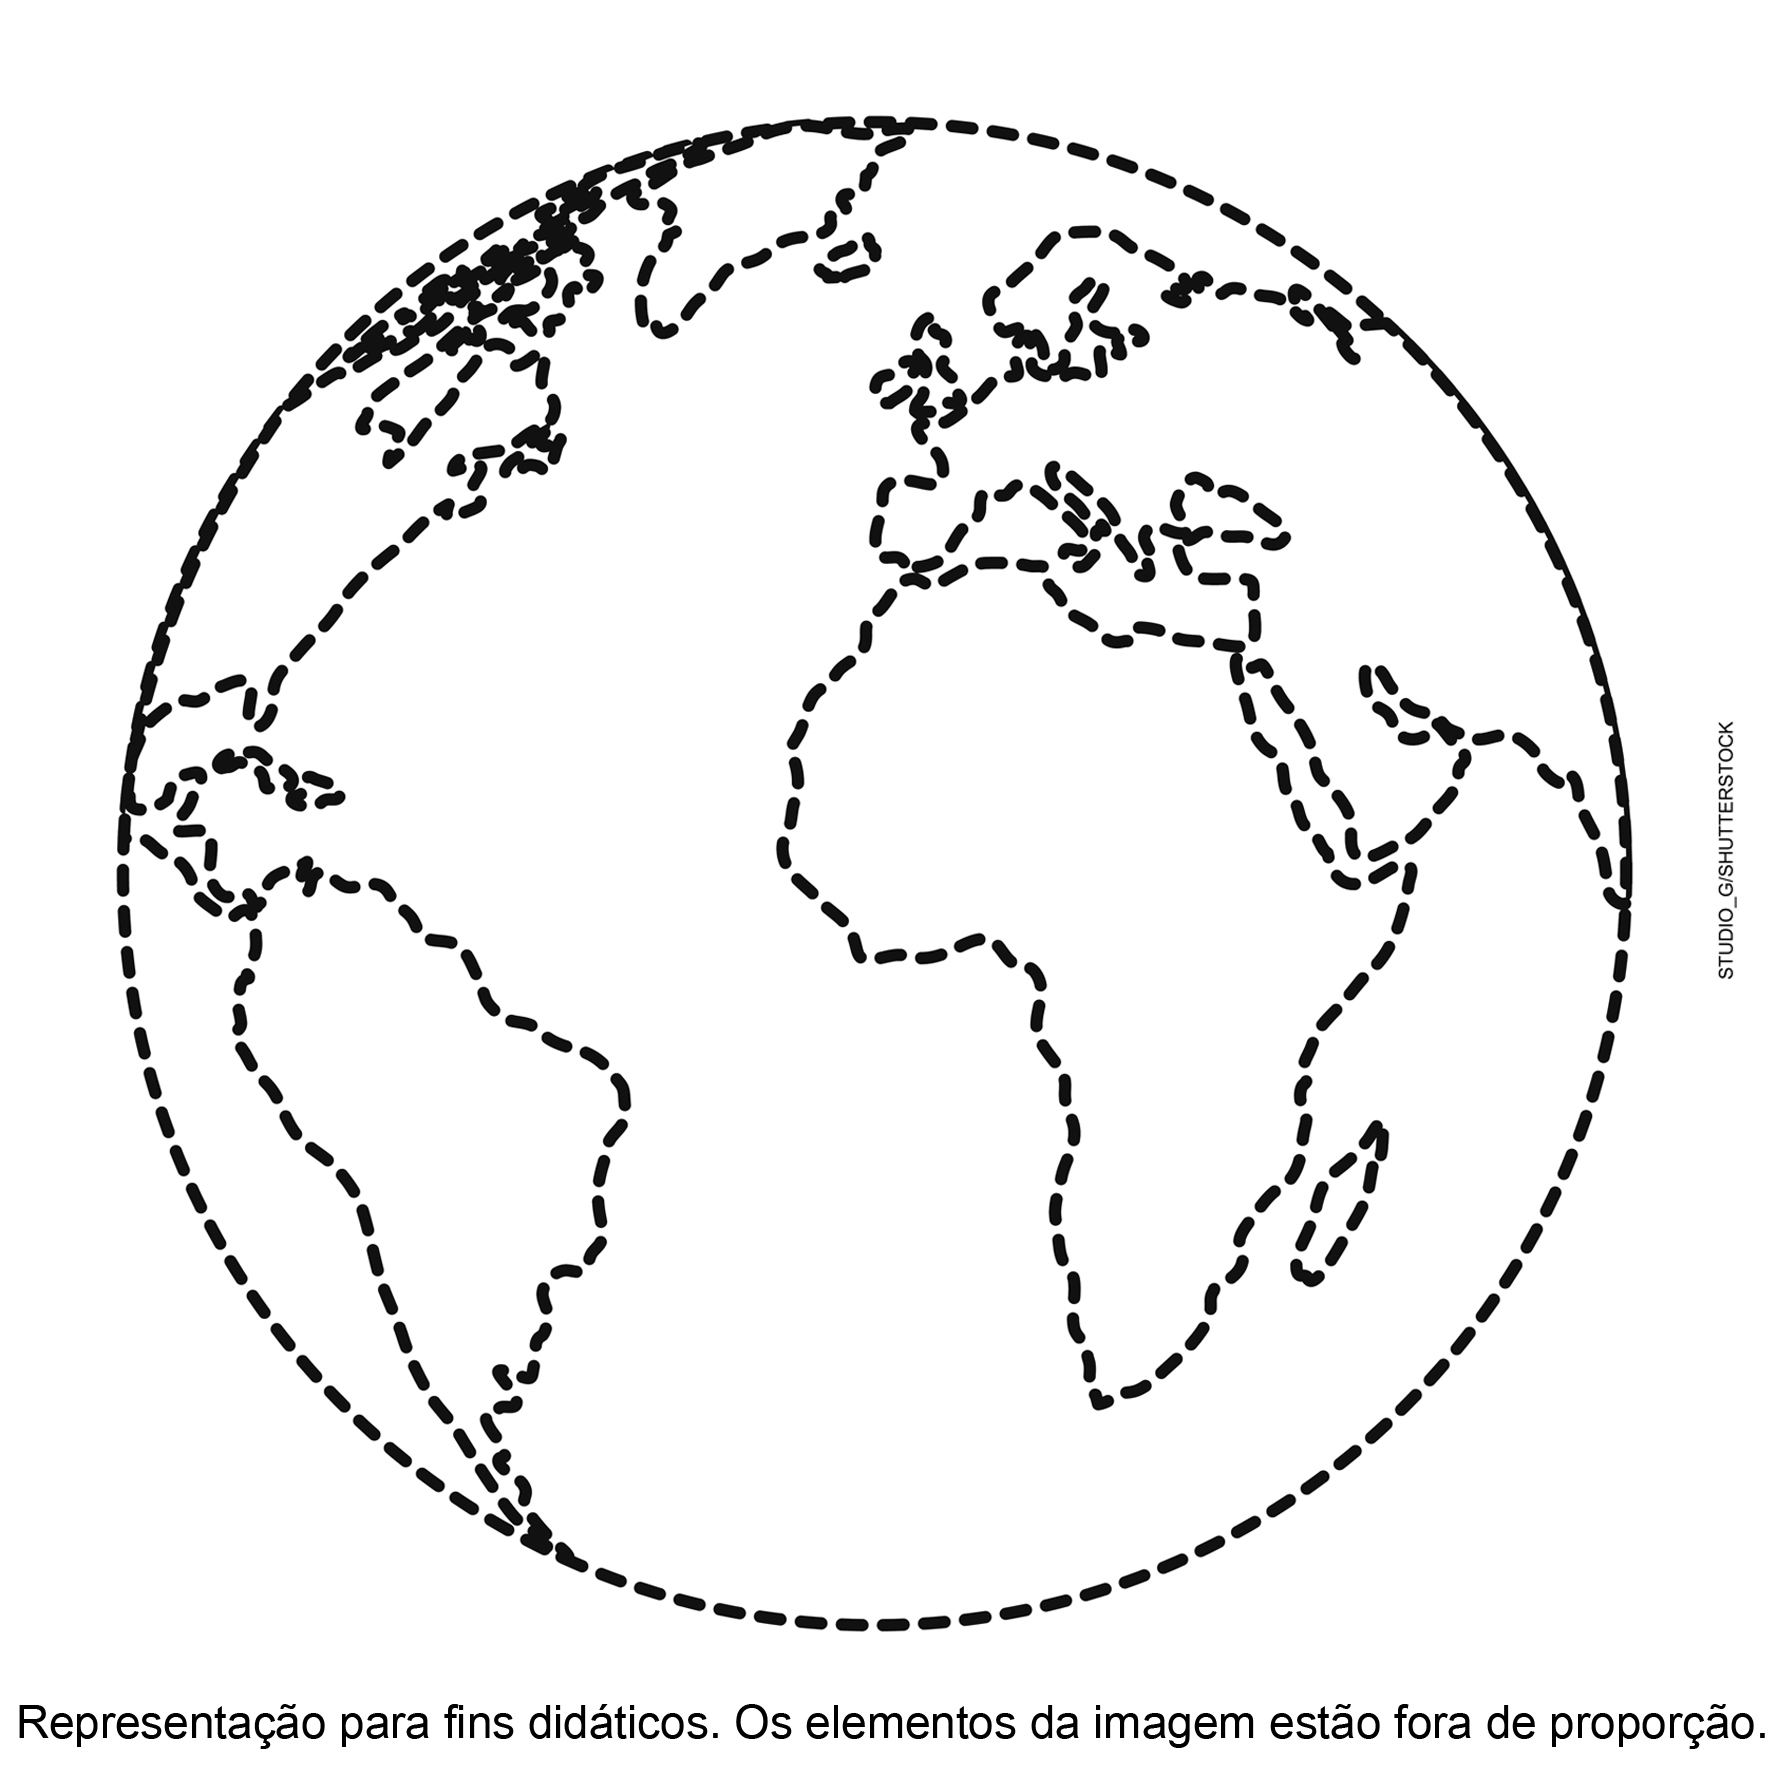 STUDIO_G/SHUTTERSTOCK
Representação para fins didáticos. Os elementos da imagem estão fora de proporção.